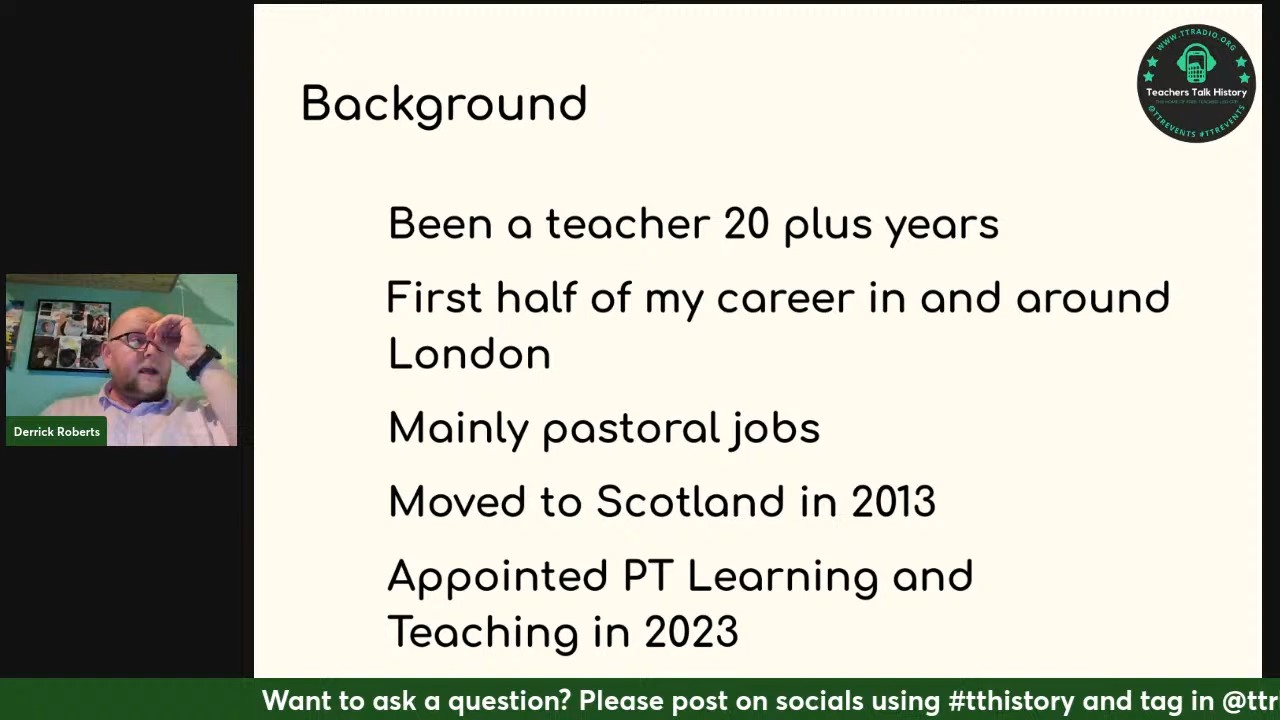 Background
WWW.TTRADIO.ORG
Teachers Talk History
@TTREVENTS #TTREVENTS
Been a teacher 20 plus years
First half of my career in and around
London
Mainly pastoral jobs
Moved to Scotland in 2013
Appointed PT Learning and
Teaching in 2023
Derrick Roberts
Want to ask a question? Please post on socials using #tthistory and tag in @ttr